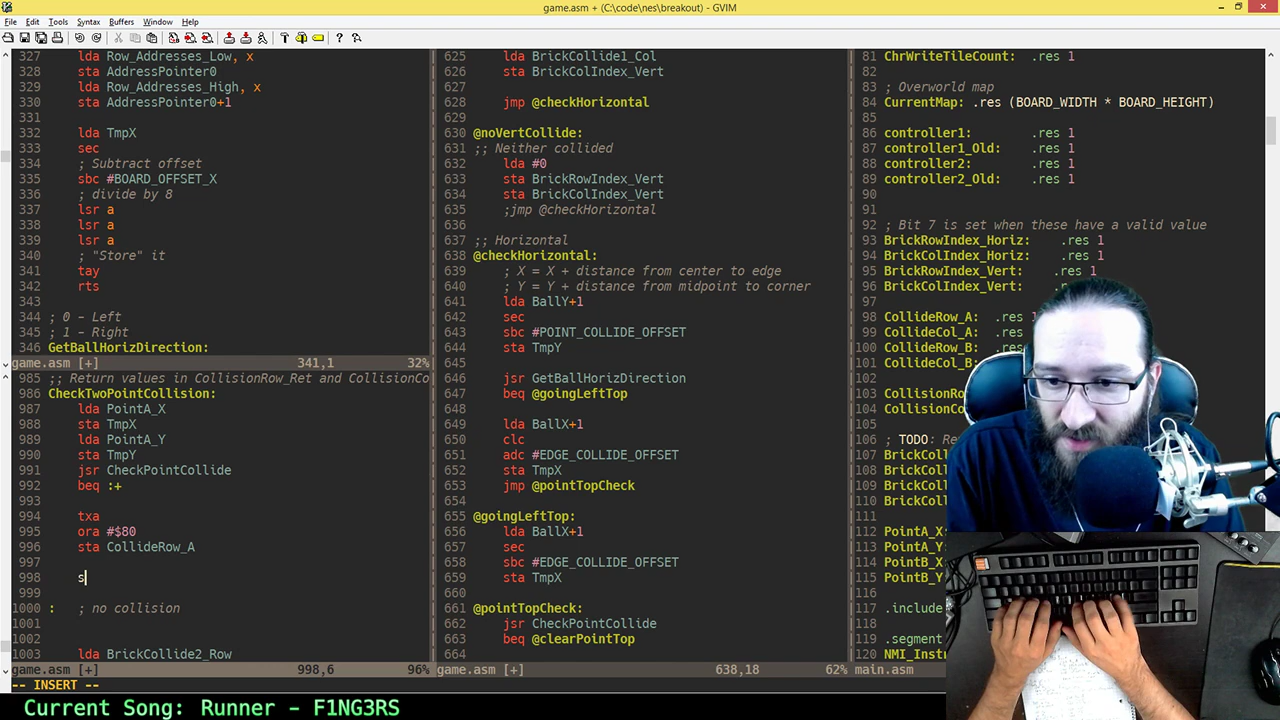 game.asm + (C:\code\nes\breakout) - GVIM
File Edit Tools Syntax Buffers Window Help
327 lda Row_Addresses_Low, x
328 sta AddressPointer0
329 lda Row_Addresses_High, x
330 sta AddressPointer0+1
331
332 lda TmpX
333 sec
334 ; Subtract offset
335 sbc #BOARD_OFFSET_X
336 ; divide by 8
337 lsr a
338 lsr a
339 lsr a
340 ; "Store" it
341 tay
342 rts
343
344 ; 0 - Left
345 ; 1 - Right
346 GetBallHorizDirection:
game.asm [+] 341,1 32%
985 ;; Return values in CollisionRow_Ret and CollisionCo
986 CheckTwoPointCollision:
987 lda PointA_X
988 sta TmpX
989 lda PointA_Y
990 sta TmpY
991 jsr CheckPointCollide
992 beq :+
993
994 txa
995 ora #$80
996 sta CollideRow_A
997
998 s
999
1000 : ; no collision
1001
1002
1003 lda BrickCollide2_Row
game.asm [+] 998,6 96%
-- INSERT --
625 lda BrickCollide1_Col
626 sta BrickColIndex_Vert
627
628 jmp @checkHorizontal
629
630 @noVertCollide:
631 ;; Neither collided
632 lda #0
633 sta BrickRowIndex_Vert
634 sta BrickColIndex_Vert
635 ;jmp @checkHorizontal
636
637 ;; Horizontal
638 @checkHorizontal:
639 ; X = X + distance from center to edge
640 ; Y = Y + distance from midpoint to corner
641 lda BallY+1
642 sec
643 sbc #POINT_COLLIDE_OFFSET
644 sta TmpY
645
646 jsr GetBallHorizDirection
647 beq @goingLeftTop
648
649 lda BallX+1
650 clc
651 adc #EDGE_COLLIDE_OFFSET
652 sta TmpX
653 jmp @pointTopCheck
654
655 @goingLeftTop:
656 lda BallX+1
657 sec
658 sbc #EDGE_COLLIDE_OFFSET
659 sta TmpX
660
661 @pointTopCheck:
662 jsr CheckPointCollide
663 beq @clearPointTop
664
game.asm [+] 638,18 62%
81 ChrWriteTileCount: .res 1
82
83 ; Overworld map
84 CurrentMap: .res (BOARD_WIDTH * BOARD_HEIGHT)
85
86 controller1: .res 1
87 controller1_Old: .res 1
88 controller2: .res 1
89 controller2_Old: .res 1
90
91
92 ; Bit 7 is set when these have a valid value
93 BrickRowIndex_Horiz: .res 1
94 BrickColIndex_Horiz: .res 1
95 BrickRowIndex_Vert: .res 1
96 BrickColIndex_Vert: .res 1
97
98 CollideRow_A: .res 1
99 CollideCol_A: .res
100 CollideRow_B: .res
101 CollideCol_B: .res
102
103
104
105
106 ; TODO:
107
108
109
110
111
112 PointA_X:
113 PointA_Y:
114 PointB_X
115 PointB_Y
116
117 .include
118
119 .segment
120
main.asm
Current Song: Runner - F1NG3RS